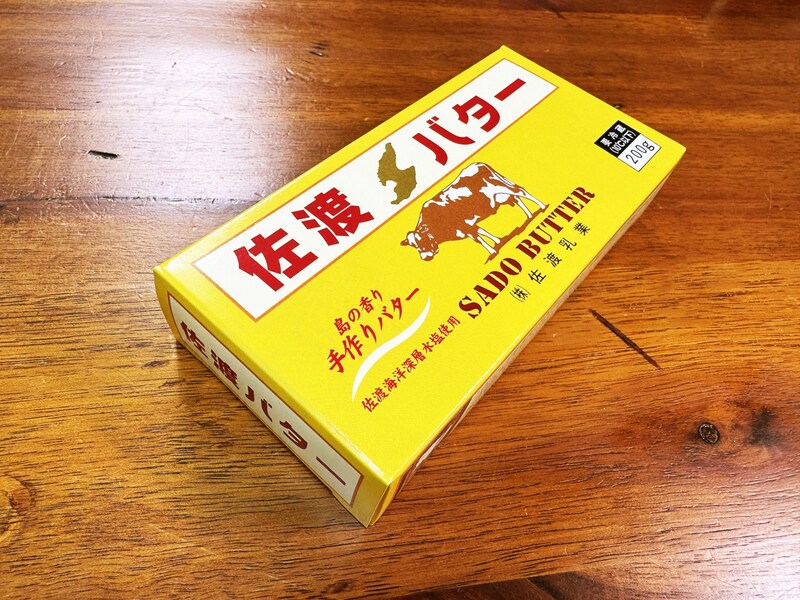 佐渡バター
要冷蔵
(10℃以下)
200g
SADO BUTTER
(株)佐渡乳業
島の香り
手作りバター
佐渡海洋深層水塩使用
佐渡バター